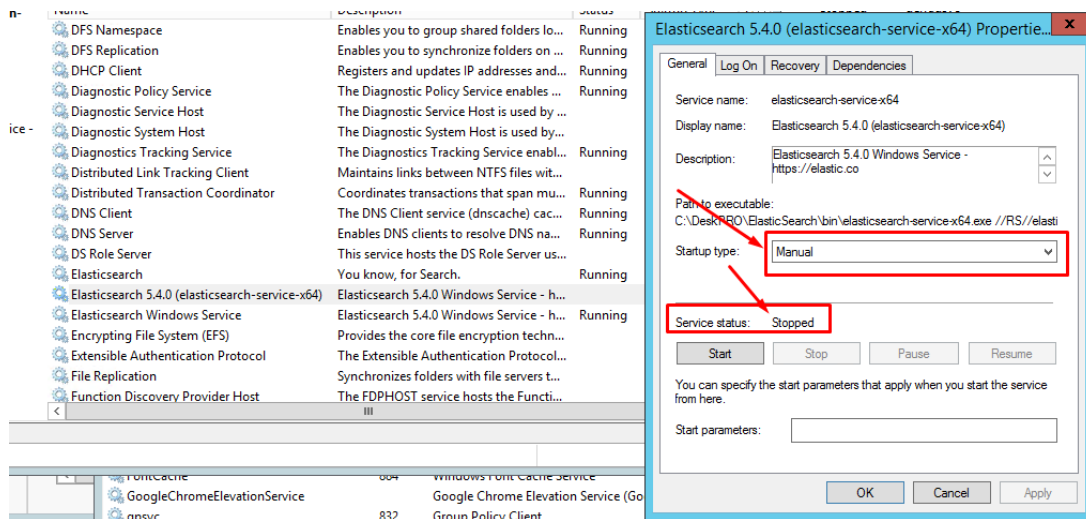 n-
Name Description Status
DFS Namespace Enables you to group shared folders lo... Running
DFS Replication Enables you to synchronize folders on ... Running
DHCP Client Registers and updates IP addresses and... Running
Diagnostic Policy Service The Diagnostic Policy Service enables ... Running
Diagnostic Service Host The Diagnostic Service Host is used by ...
ice - Diagnostic System Host The Diagnostic System Host is used by...
Diagnostics Tracking Service The Diagnostics Tracking Service enabl... Running
Distributed Link Tracking Client Maintains links between NTFS files wit... Running
Distributed Transaction Coordinator Coordinates transactions that span mu... Running
DNS Client The DNS Client service (dnscache) cac... Running
DNS Server Enables DNS clients to resolve DNS na... Running
DS Role Server This service hosts the DS Role Server us...
Elasticsearch You know, for Search. Running
Elasticsearch 5.4.0 (elasticsearch-service-x64) Elasticsearch 5.4.0 Windows Service - h...
Elasticsearch Windows Service Elasticsearch 5.4.0 Windows Service - h... Running
Encrypting File System (EFS) Provides the core file encryption techn...
Extensible Authentication Protocol The Extensible Authentication Protocol...
File Replication Synchronizes folders with file servers t...
Function Discovery Provider Host The FDPHOST service hosts the Functi...
FontCache 884 Windows Font Cache Service
GoogleChromeElevationService Google Chrome Elevation Service (Go
gpsvc 832 Group Policy Client
Elasticsearch 5.4.0 (elasticsearch-service-x64) Propertie... x
General Log On Recovery Dependencies
Service name: elasticsearch-service-x64
Display name: Elasticsearch 5.4.0 (elasticsearch-service-x64)
Description: Elasticsearch 5.4.0 Windows Service -
https://elastic.co
Path to executable:
C:\DeskPRO\ElasticSearch\bin\elasticsearch-service-x64.exe //RS//elasti
Startup type: Manual
Service status: Stopped
Start Stop Pause Resume
You can specify the start parameters that apply when you start the service
from here.
Start parameters:
OK Cancel Apply